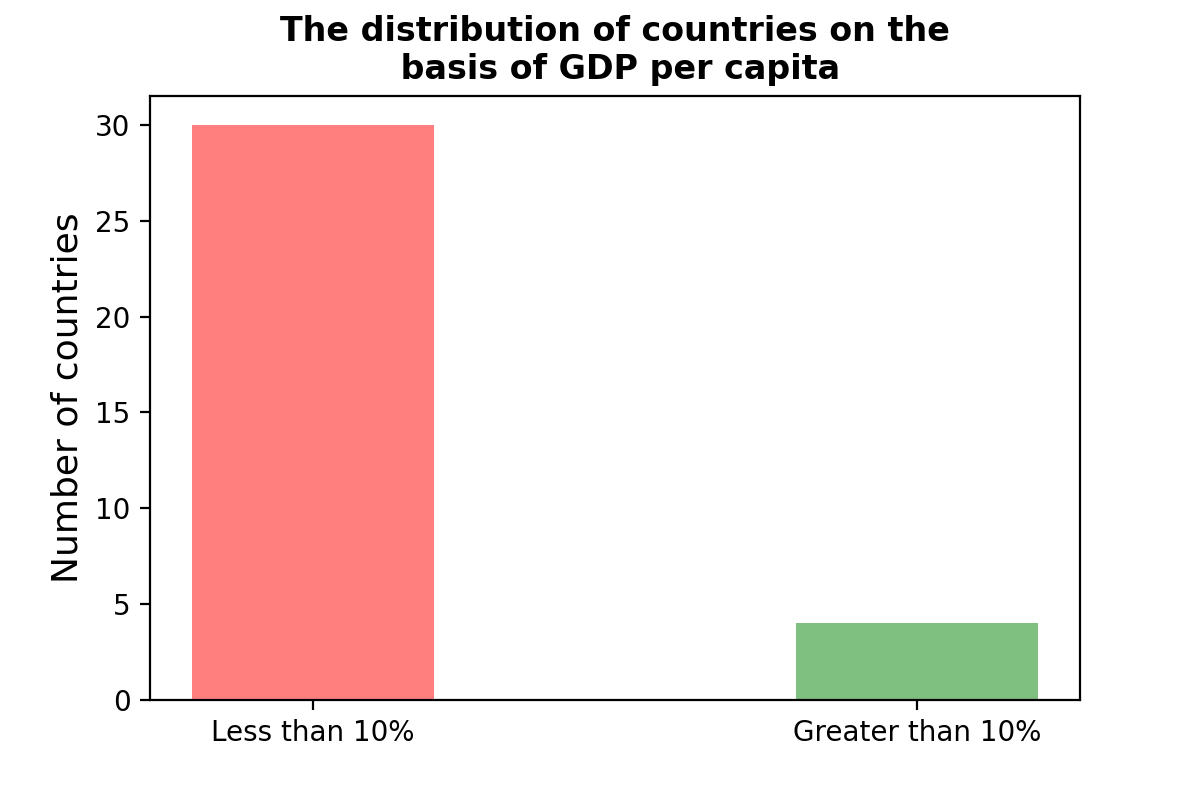 The distribution of countries on the
basis of GDP per capita
Number of countries
30
25
20
15
10
5
0
Less than 10%
Greater than 10%